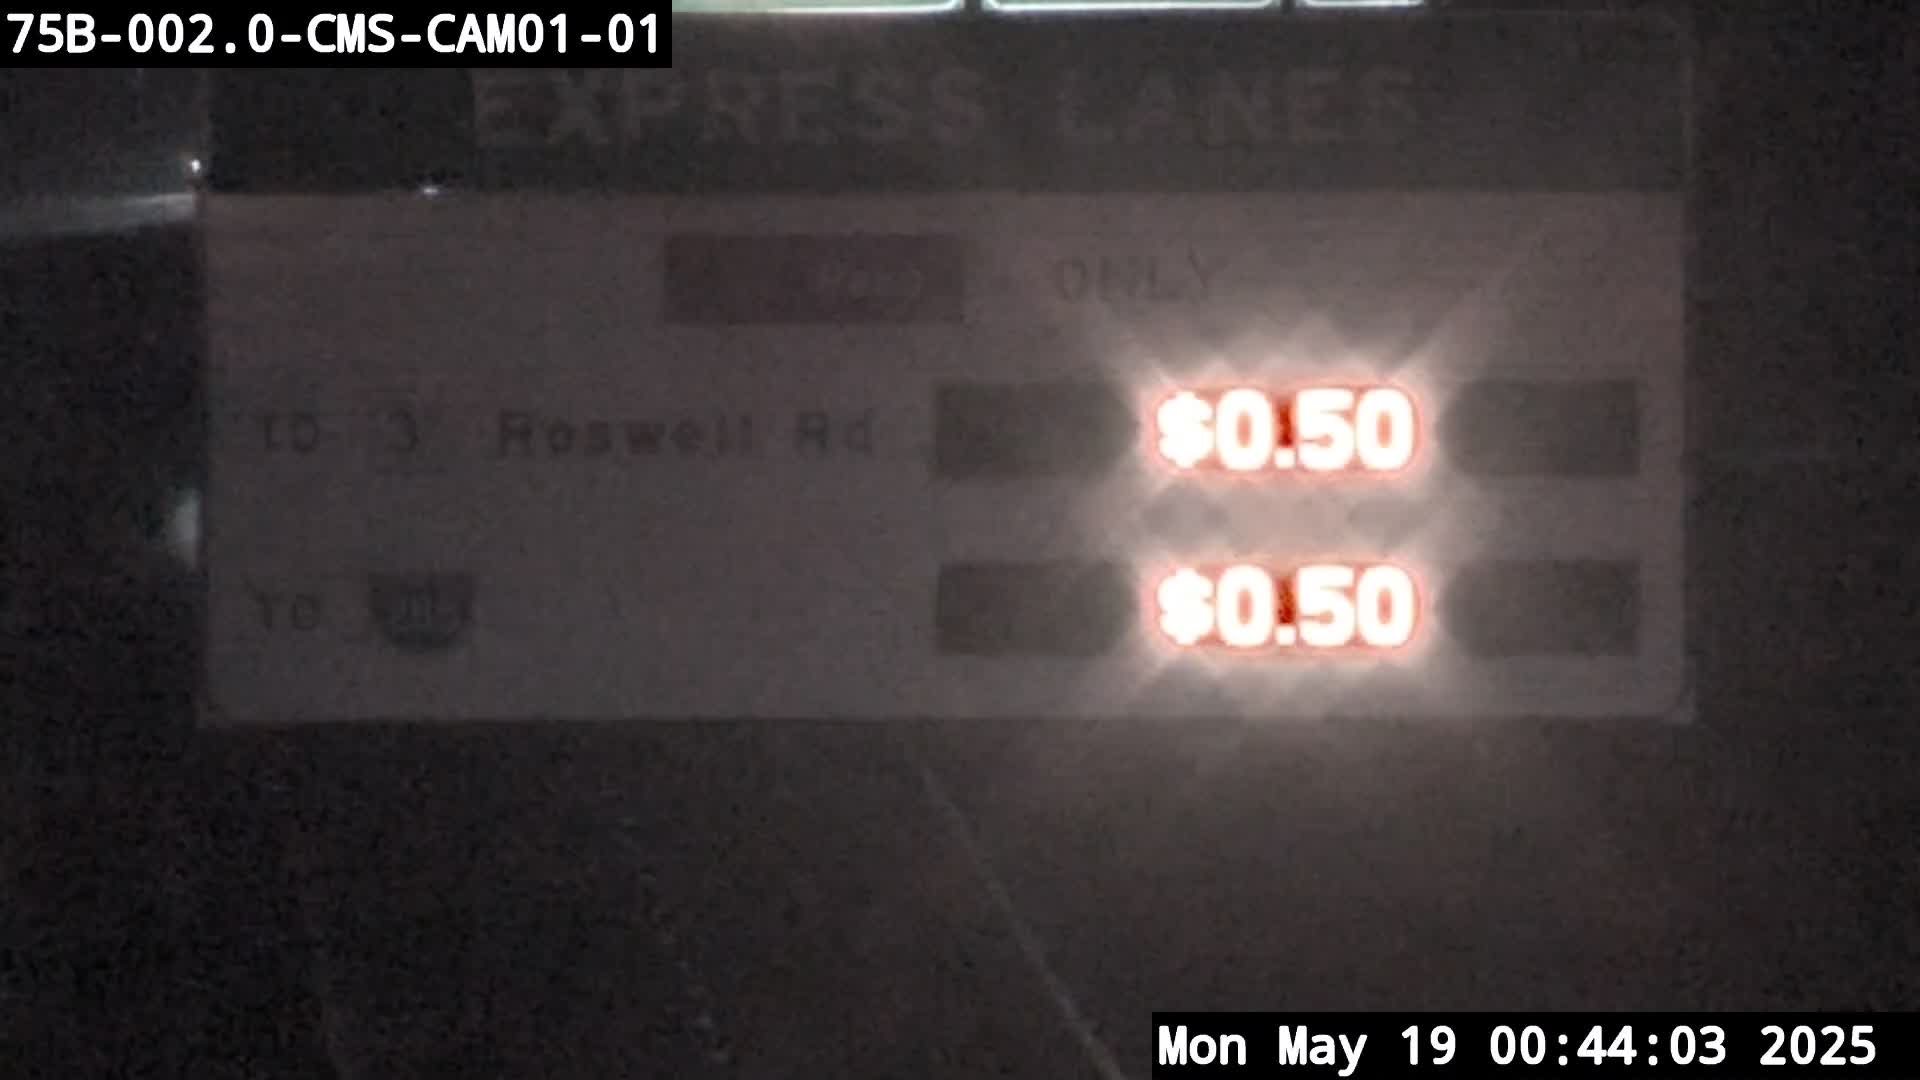 75B-002.0-CMS-CAM01-01
EXPRESS LANES
ONLY
to 3 Roswell Rd $0.50
TO $0.50
Mon May 19 00:44:03 2025